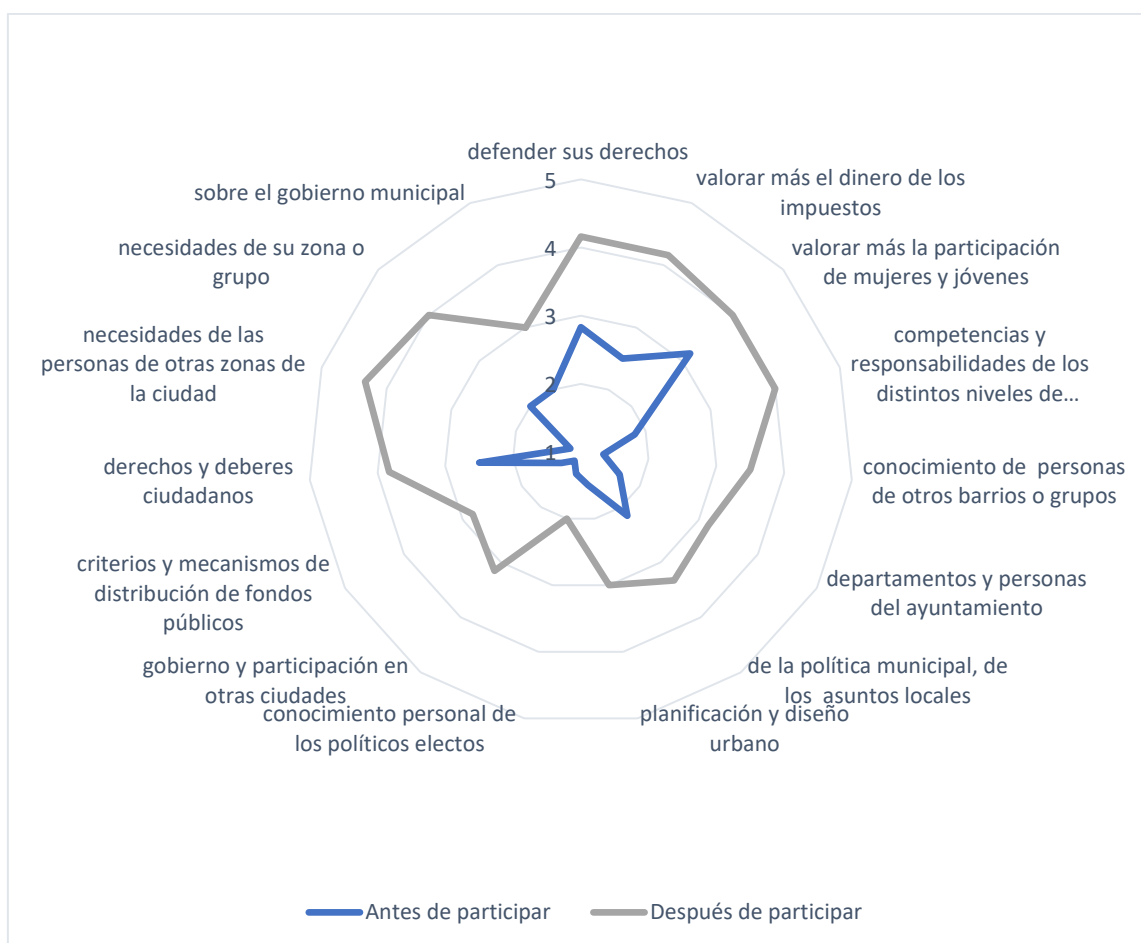 defender sus derechos
valorar más el dinero de los
impuestos
valorar más la participación
de mujeres y jóvenes
competencias y
responsabilidades de los
distintos niveles de...
conocimiento de personas
de otros barrios o grupos
departamentos y personas
del ayuntamiento
de la política municipal, de
los asuntos locales
planificación y diseño
urbano
conocimiento personal de
los políticos electos
gobierno y participación en
otras ciudades
criterios y mecanismos de
distribución de fondos
públicos
derechos y deberes
ciudadanos
necesidades de las
personas de otras zonas de
la ciudad
necesidades de su zona o
grupo
sobre el gobierno municipal
5
4
3
2
1
Antes de participar
Después de participar